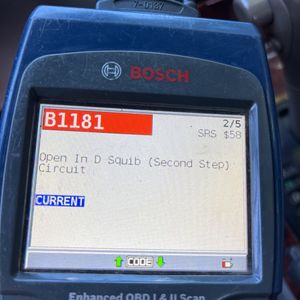 BOSCH
B1181
2/5
SRS $58
Open In D Squib (Second Step)
Circuit
CURRENT
CODE
Enhanced OBD I & II Scan